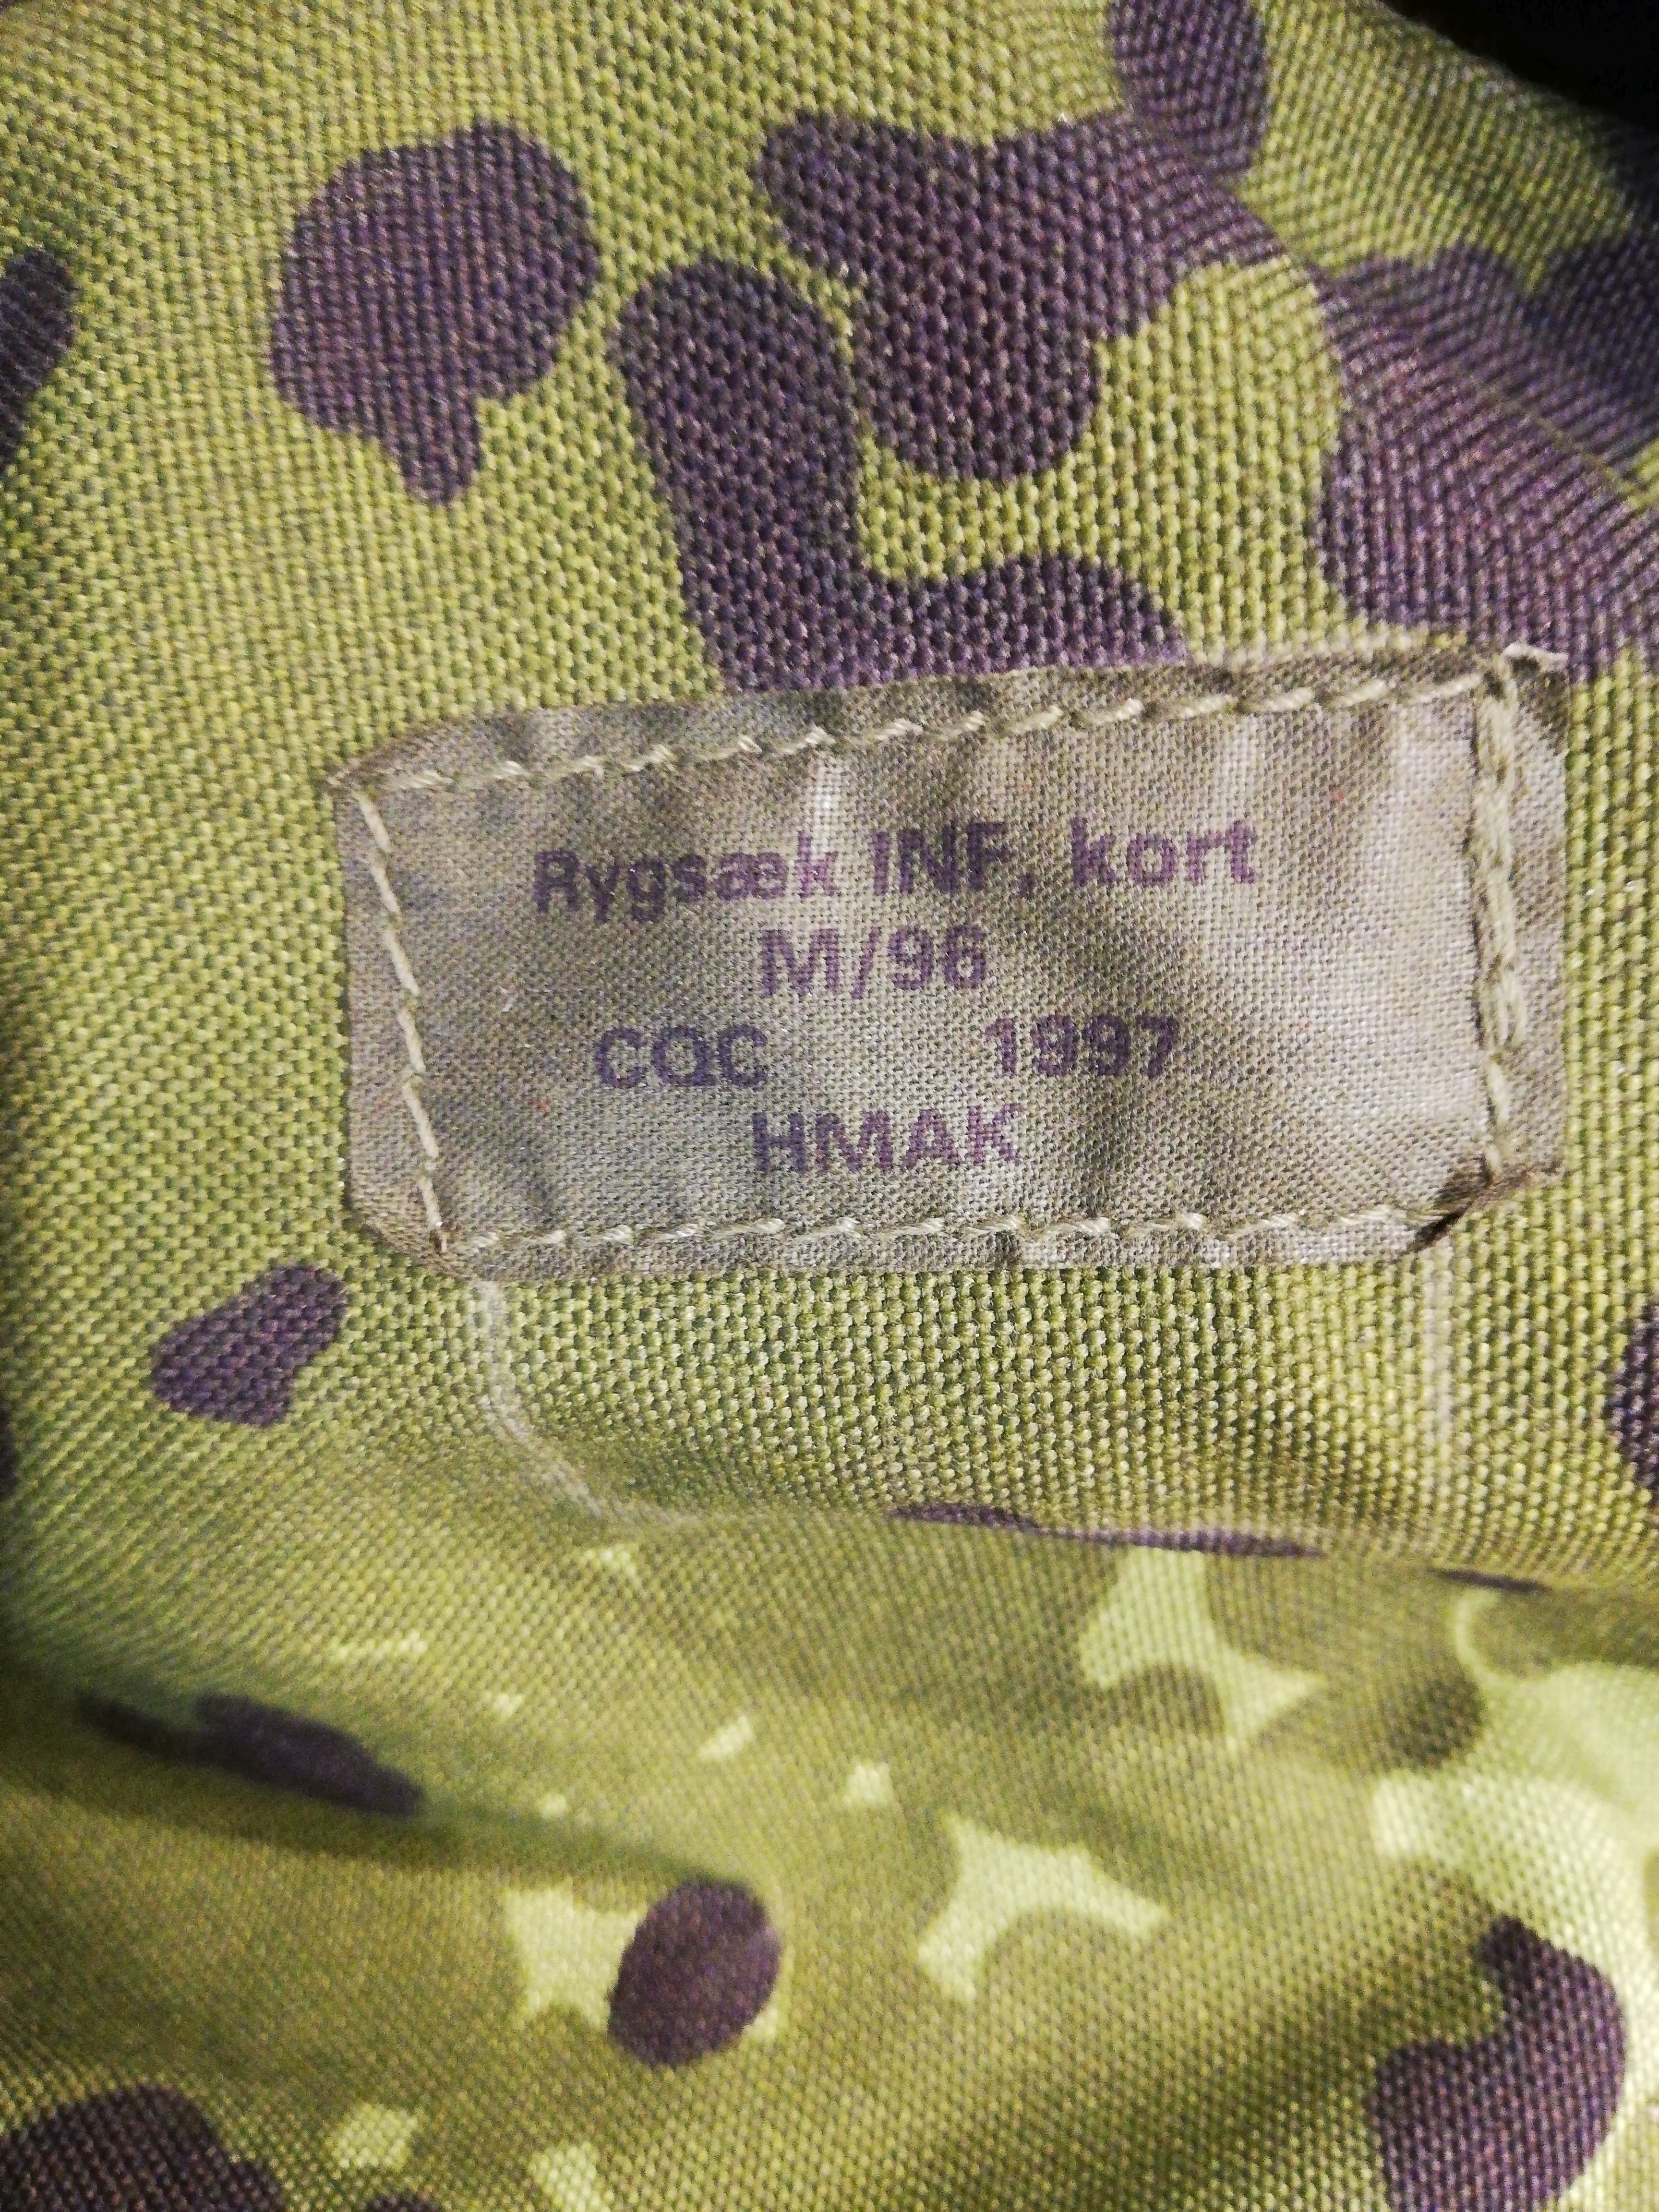 Rygsæk INF. kort
M/96
CQC 1997
HMAK